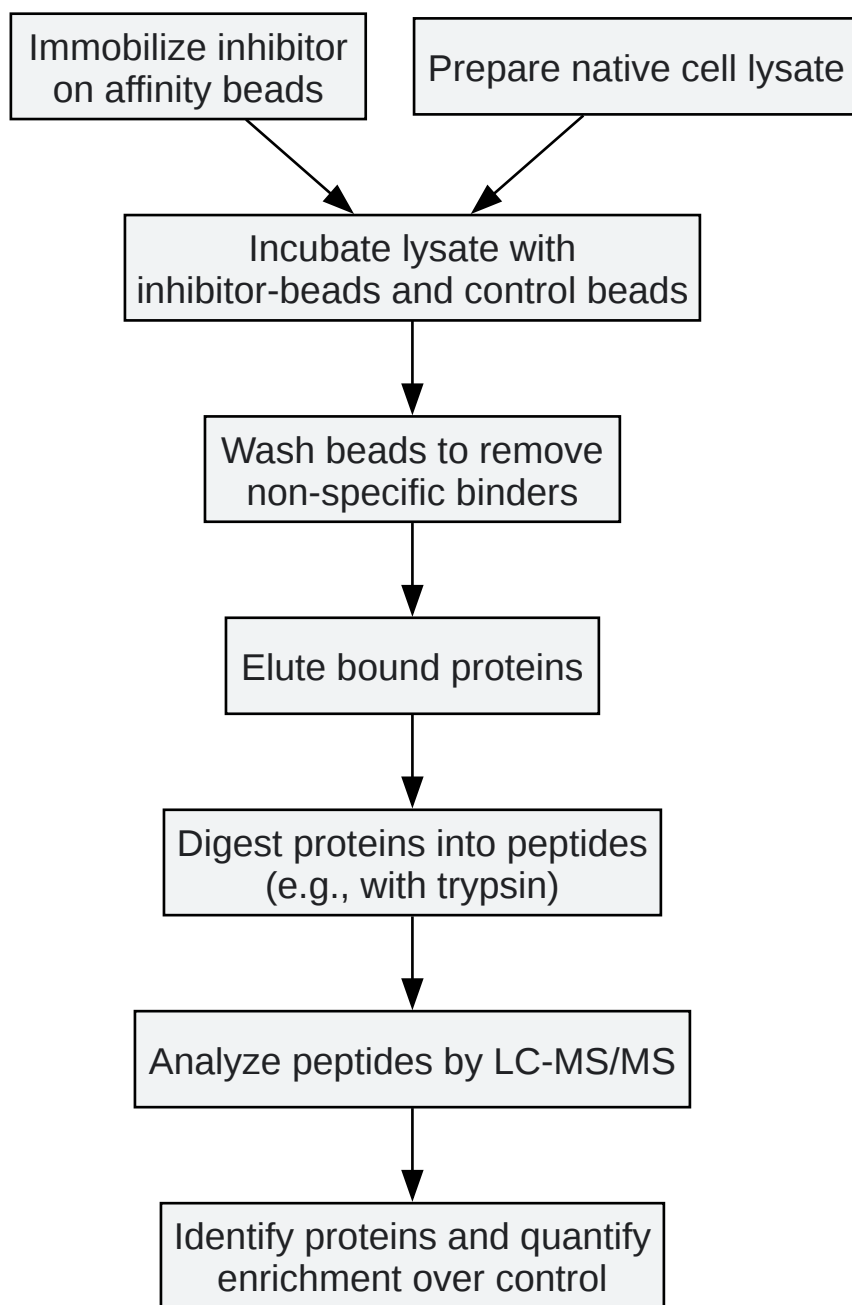 Immobilize inhibitor
on affinity beads
Prepare native cell lysate
Incubate lysate with
inhibitor-beads and control beads
Wash beads to remove
non-specific binders
Elute bound proteins
Digest proteins into peptides
(e.g., with trypsin)
Analyze peptides by LC-MS/MS
Identify proteins and quantify
enrichment over control